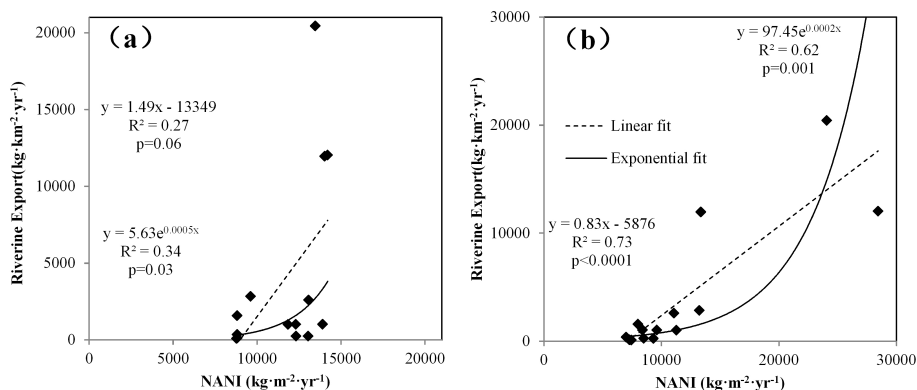 (a)
20000
15000
10000
5000
0
Riverine Export(kg·km⁻²·yr⁻¹)
y = 1.49x - 13349
R² = 0.27
p=0.06
y = 5.63e^0.0005x
R² = 0.34
p=0.03
0 5000 10000 15000 20000
NANI (kg·m⁻²·yr⁻¹)
(b)
30000
20000
10000
0
Riverine Export(kg·km⁻²·yr⁻¹)
y = 97.45e^0.0002x
R² = 0.62
p=0.001
Linear fit
Exponential fit
y = 0.83x - 5876
R² = 0.73
p<0.0001
0 10000 20000 30000
NANI (kg·m⁻²·yr⁻¹)